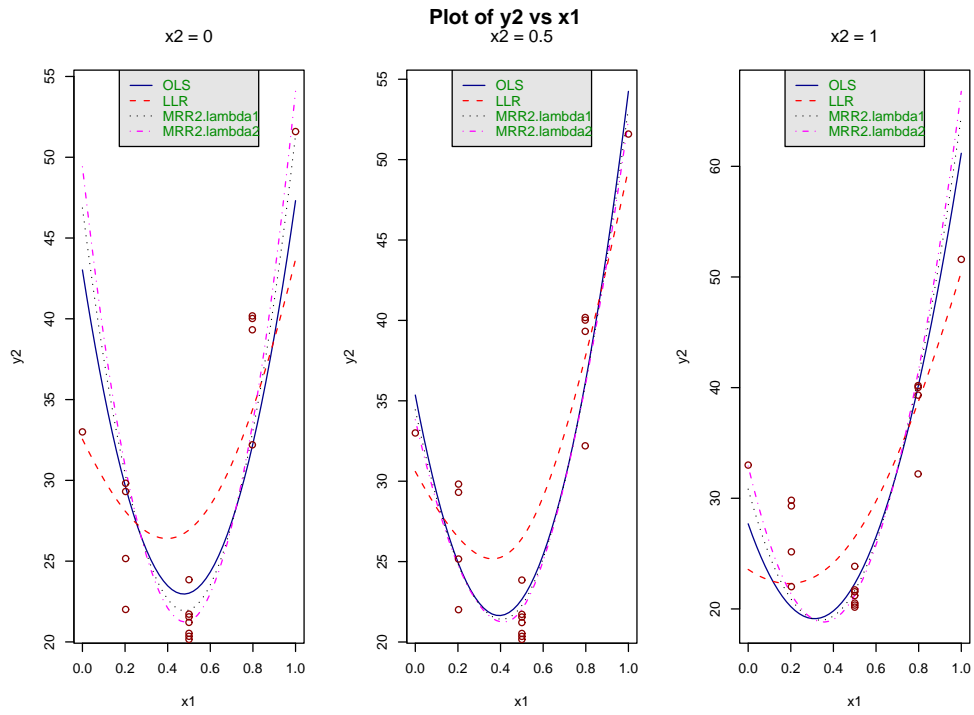 Plot of y2 vs x1
x2 = 0
OLS
LLR
MRR2.lambda1
MRR2.lambda2
y2
55
50
45
40
35
30
25
20
0.0 0.2 0.4 0.6 0.8 1.0
x1
x2 = 0.5
OLS
LLR
MRR2.lambda1
MRR2.lambda2
y2
55
50
45
40
35
30
25
20
0.0 0.2 0.4 0.6 0.8 1.0
x1
x2 = 1
OLS
LLR
MRR2.lambda1
MRR2.lambda2
y2
60
50
40
30
20
0.0 0.2 0.4 0.6 0.8 1.0
x1